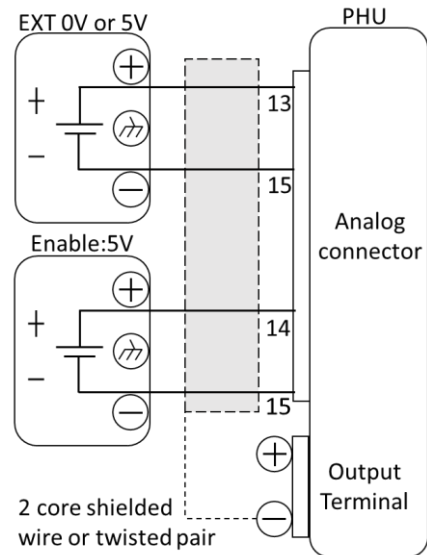 EXT 0V or 5V
PHU
+
+
−
−
13
15
Analog
connector
Enable:5V
+
+
−
−
14
15
+
−
Output
Terminal
2 core shielded
wire or twisted pair